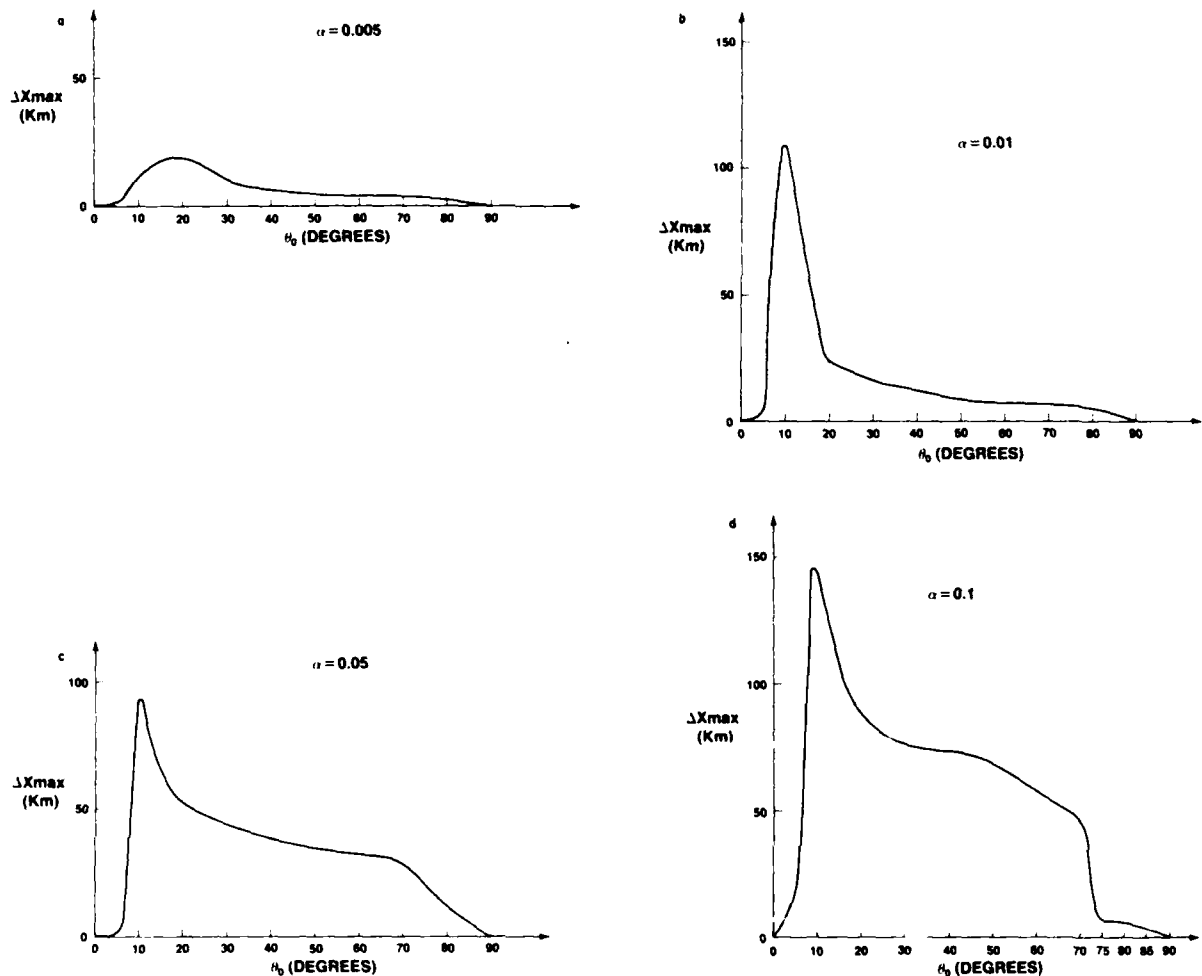 a
α = 0.005
50
ΔXmax
(Km)
0
0 10 20 30 40 50 60 70 80 90
θ₀ (DEGREES)
b
150
α = 0.01
100
ΔXmax
(Km)
50
0
0 10 20 30 40 50 60 70 80 90
θ₀ (DEGREES)
c
α = 0.05
100
ΔXmax
(Km)
50
0
0 10 20 30 40 50 60 70 80 90
θ₀ (DEGREES)
d
150
α = 0.1
100
ΔXmax
(Km)
50
0
0 10 20 30 40 50 60 70 75 80 85 90
θ₀ (DEGREES)